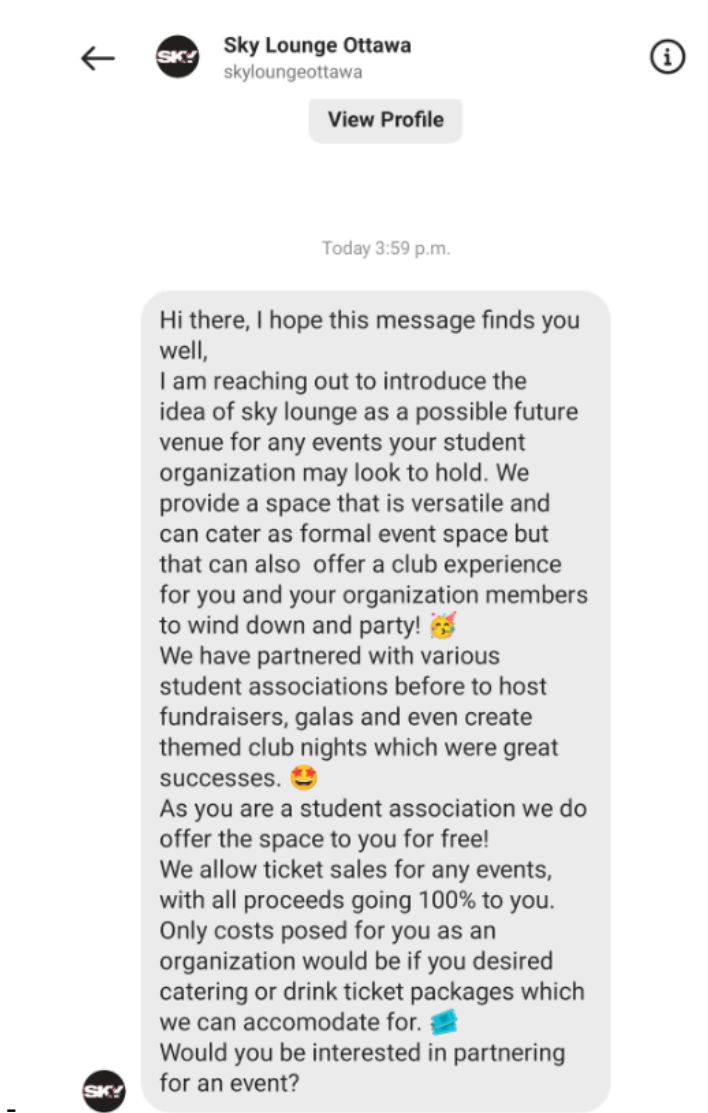 Sky Lounge Ottawa
SKY
skyloungeottawa
View Profile
Today 3:59 p.m.
Hi there, I hope this message finds you
well,
I am reaching out to introduce the
idea of sky lounge as a possible future
venue for any events your student
organization may look to hold. We
provide a space that is versatile and
can cater as formal event space but
that can also  offer a club experience
for you and your organization members
to wind down and party! 🥳
We have partnered with various
student associations before to host
fundraisers, galas and even create
themed club nights which were great
successes. 🤩
As you are a student association we do
offer the space to you for free!
We allow ticket sales for any events,
with all proceeds going 100% to you.
Only costs posed for you as an
organization would be if you desired
catering or drink ticket packages which
we can accomodate for. 🎟️
Would you be interested in partnering
for an event?
SKY
-